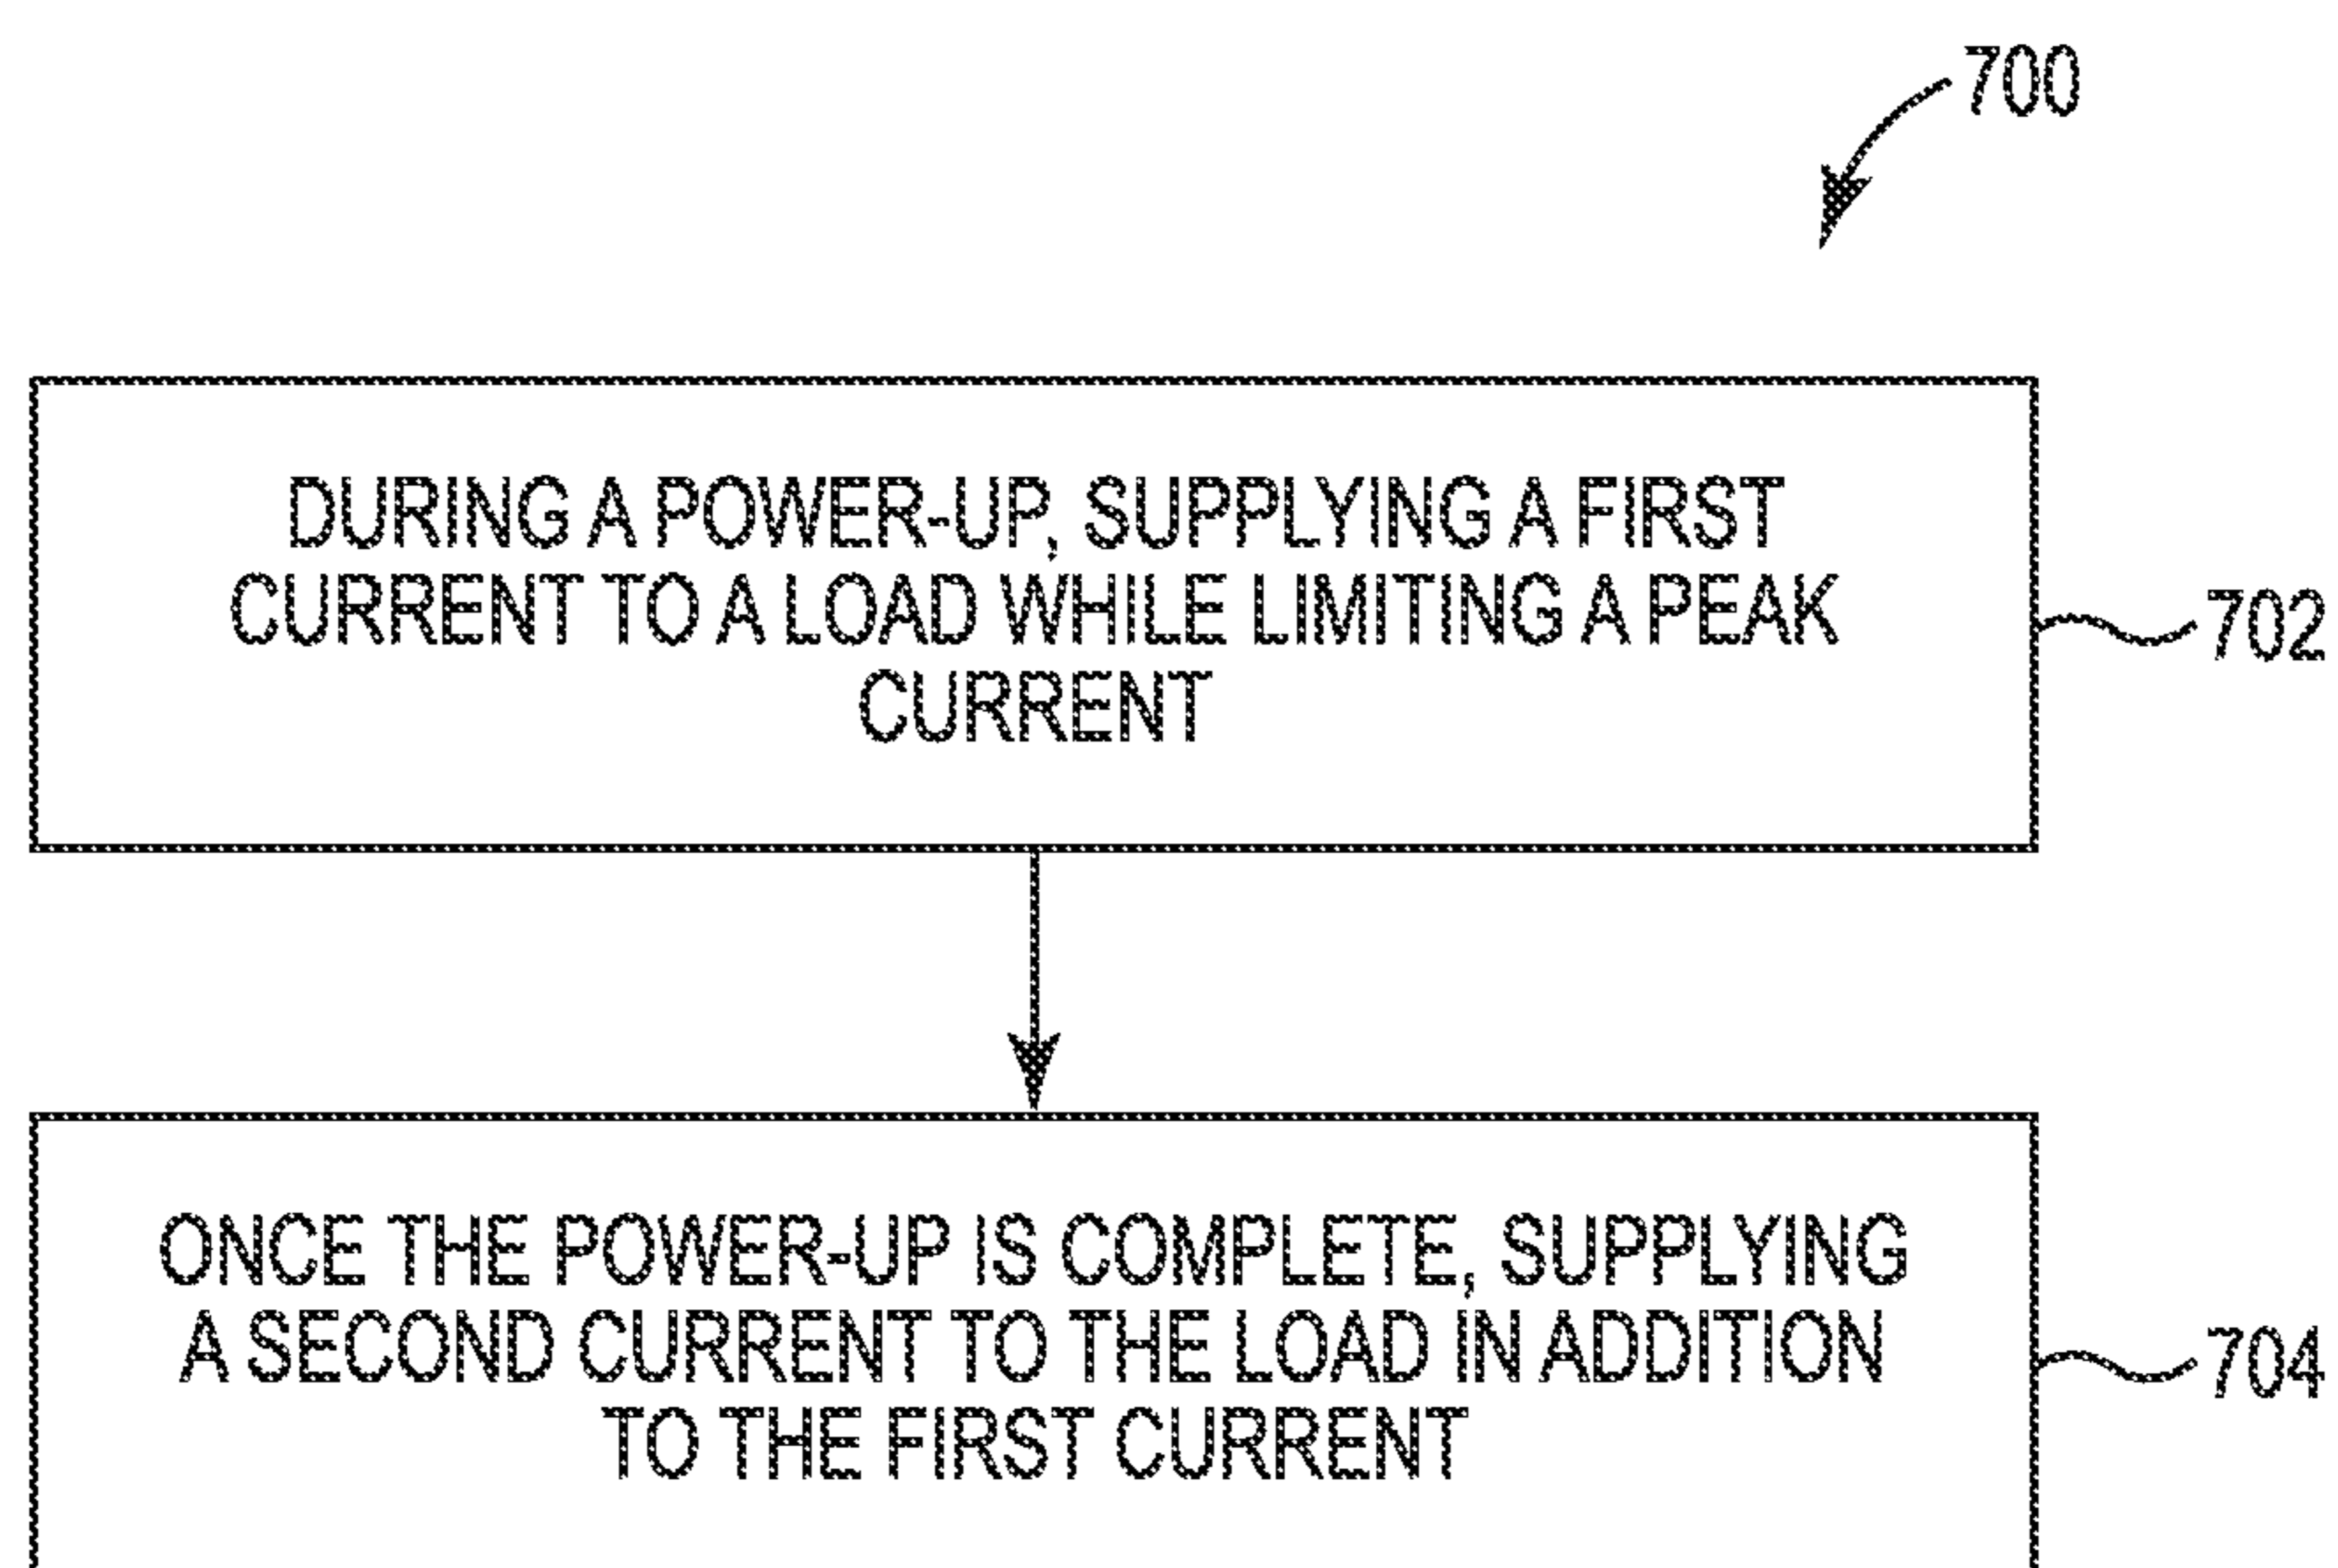 700
DURING A POWER-UP, SUPPLYING A FIRST
CURRENT TO A LOAD WHILE LIMITING A PEAK
CURRENT
702
ONCE THE POWER-UP IS COMPLETE, SUPPLYING
A SECOND CURRENT TO THE LOAD IN ADDITION
TO THE FIRST CURRENT
704